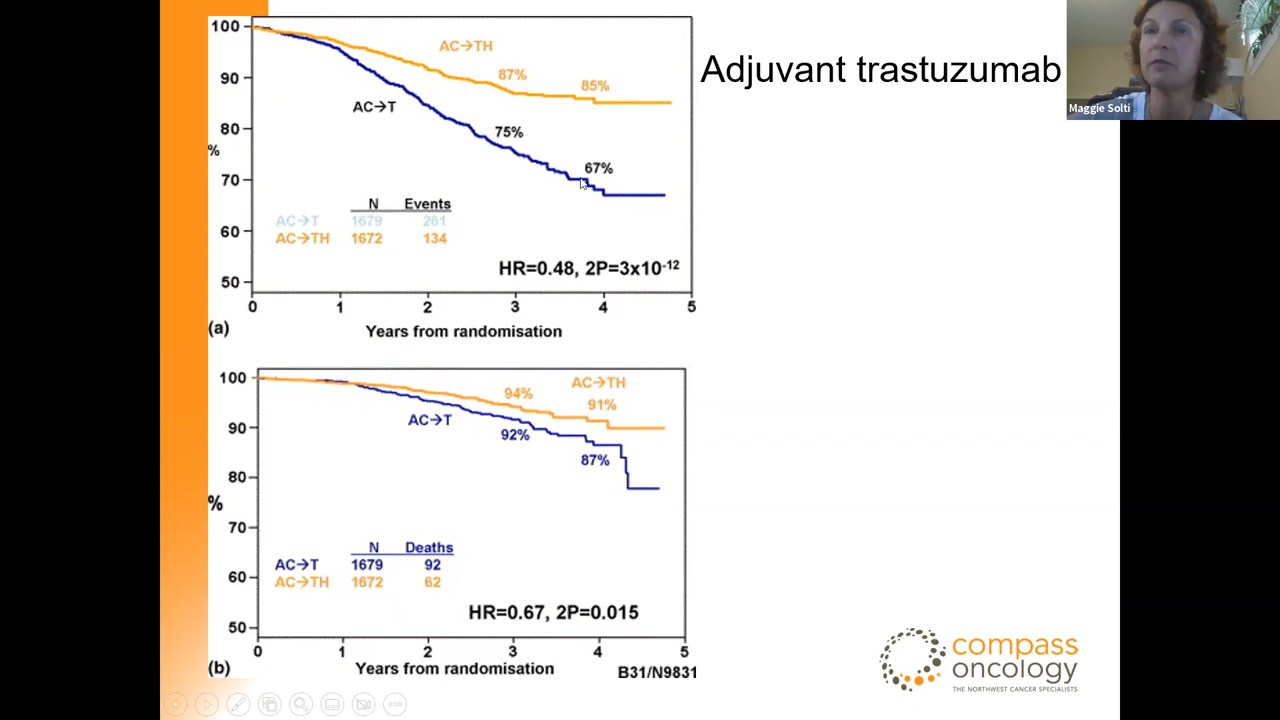 Adjuvant trastuzumab
Maggie Solti
100
90
80
%
70
60
50
AC→TH
87%
85%
AC→T
75%
67%
N Events
AC→T 1679 261
AC→TH 1672 134
HR=0.48, 2P=3x10-12
0 1 2 3 4 5
(a)
Years from randomisation
100
90
80
%
70
60
50
AC→TH
94%
91%
AC→T
92%
87%
N Deaths
AC→T 1679 92
AC→TH 1672 62
HR=0.67, 2P=0.015
0 1 2 3 4 5
(b)
Years from randomisation
B31/N9831
compass
oncology
THE NORTHWEST CANCER SPECIALISTS